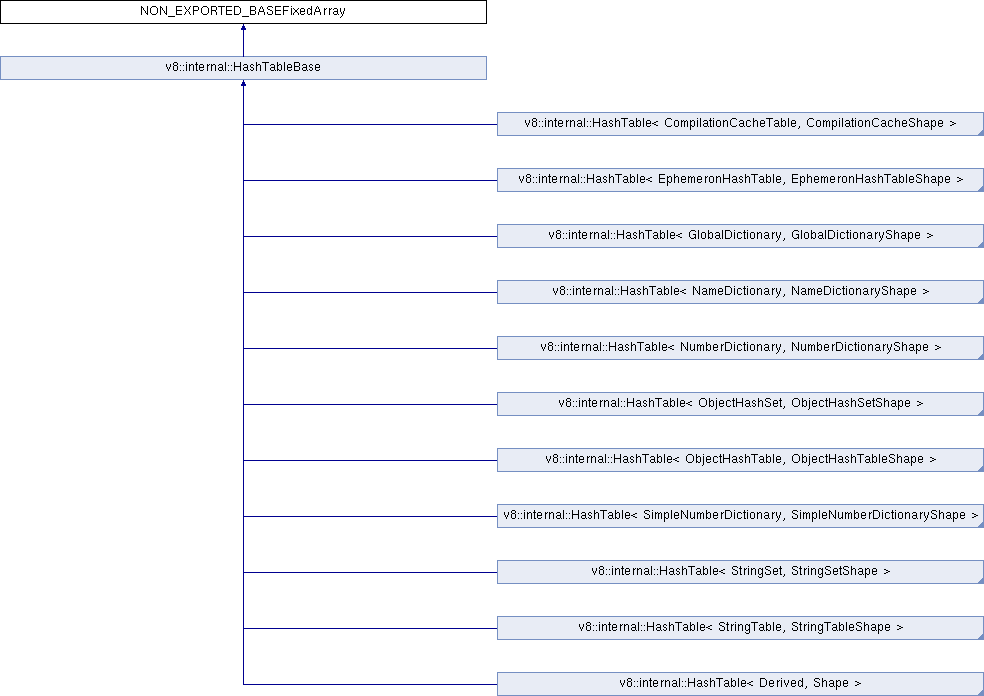 NON_EXPORTED_BASEFixedArray
v8::internal::HashTableBase
v8::internal::HashTable< CompilationCacheTable, CompilationCacheShape >
v8::internal::HashTable< EphemeronHashTable, EphemeronHashTableShape >
v8::internal::HashTable< GlobalDictionary, GlobalDictionaryShape >
v8::internal::HashTable< NameDictionary, NameDictionaryShape >
v8::internal::HashTable< NumberDictionary, NumberDictionaryShape >
v8::internal::HashTable< ObjectHashSet, ObjectHashSetShape >
v8::internal::HashTable< ObjectHashTable, ObjectHashTableShape >
v8::internal::HashTable< SimpleNumberDictionary, SimpleNumberDictionaryShape >
v8::internal::HashTable< StringSet, StringSetShape >
v8::internal::HashTable< StringTable, StringTableShape >
v8::internal::HashTable< Derived, Shape >